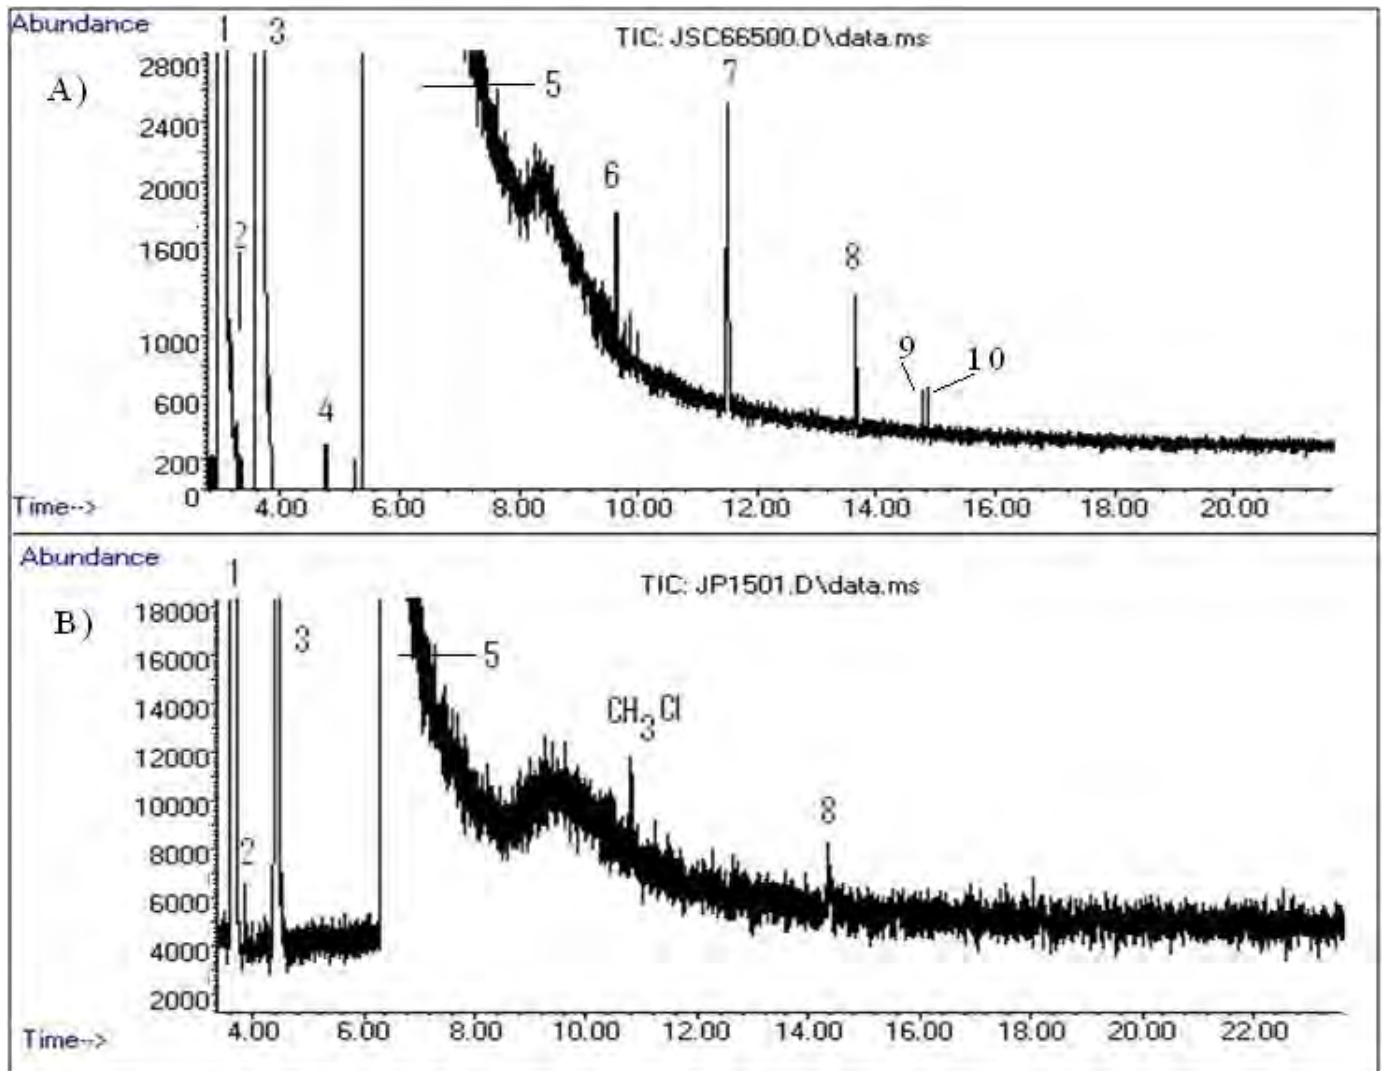 Abundance
1 3
TIC: JSC66500.D\data.ms
A)
2800
2400
2000
1600
1000
600
200
0
2
4
5
6
7
8
9
10
Time-->
4.00 6.00 8.00 10.00 12.00 14.00 16.00 18.00 20.00
Abundance
1
TIC: JP1501.D\data.ms
B)
18000
16000
14000
12000
10000
8000
6000
4000
2000
2
3
5
CH3Cl
8
Time-->
4.00 6.00 8.00 10.00 12.00 14.00 16.00 18.00 20.00 22.00